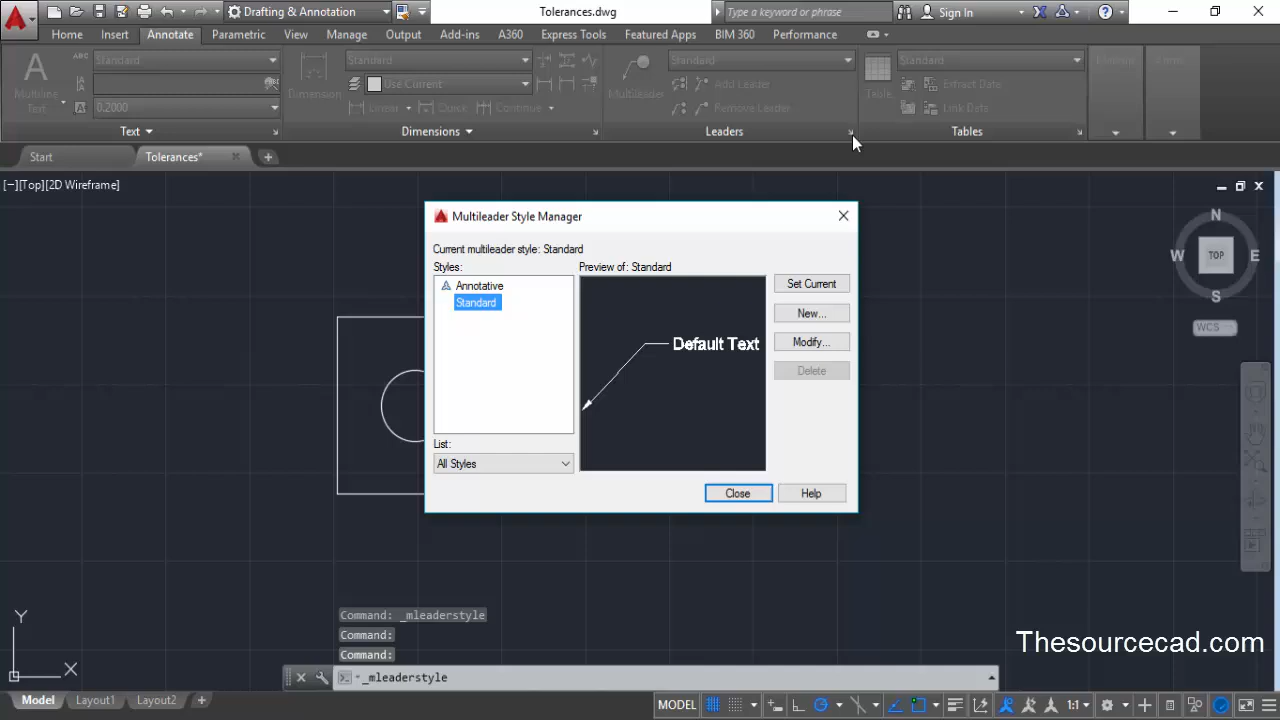 Drafting & Annotation
Tolerances.dwg
Type a keyword or phrase
Sign In
Home Insert Annotate Parametric View Manage Output Add-ins A360 Express Tools Featured Apps BIM 360 Performance
ABC Standard Standard Standard Standard
Multiline Text
Use Current
Dimension
Multileader
Add Leader
Table
Extract Data
0.2000
Linear Quick Continue
Remove Leader
Link Data
Text Dimensions Leaders Tables
Start Tolerances*
[−][Top][2D Wireframe]
Multileader Style Manager
Current multileader style: Standard
Styles:
Preview of: Standard
Annotative
Standard
Default Text
Set Current
New...
Modify...
Delete
List:
All Styles
Close
Help
N
W TOP E
S
WCS
Command: _mleaderstyle
Command:
Command:
_mleaderstyle
Y
X
Thesourcecad.com
Model Layout1 Layout2 +
MODEL
1:1